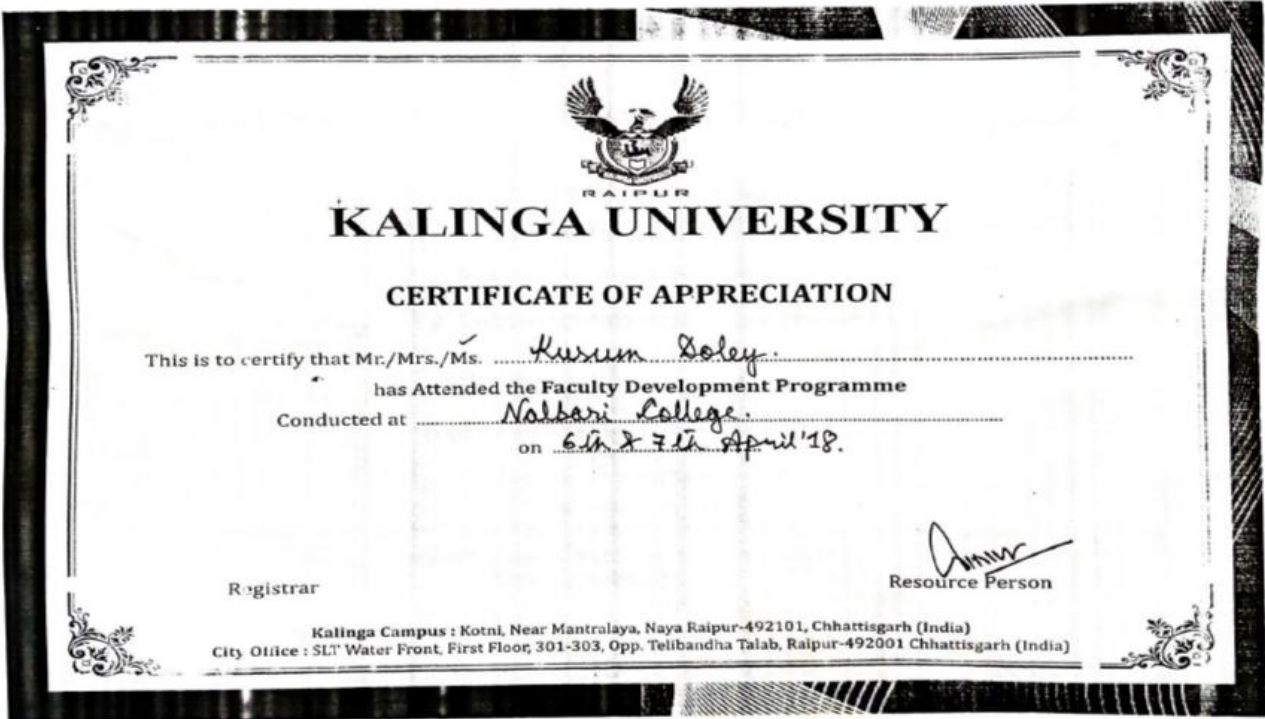 RAIPUR
KALINGA UNIVERSITY
CERTIFICATE OF APPRECIATION
This is to certify that Mr./Mrs./Ms. Kusum Doley.
has Attended the Faculty Development Programme
Conducted at Nalbari College.
on 6th & 7th April'18.
Registrar
Resource Person
Kalinga Campus : Kotni, Near Mantralaya, Naya Raipur-492101, Chhattisgarh (India)
City Office : SLT Water Front, First Floor, 301-303, Opp. Telibandha Talab, Raipur-492001 Chhattisgarh (India)